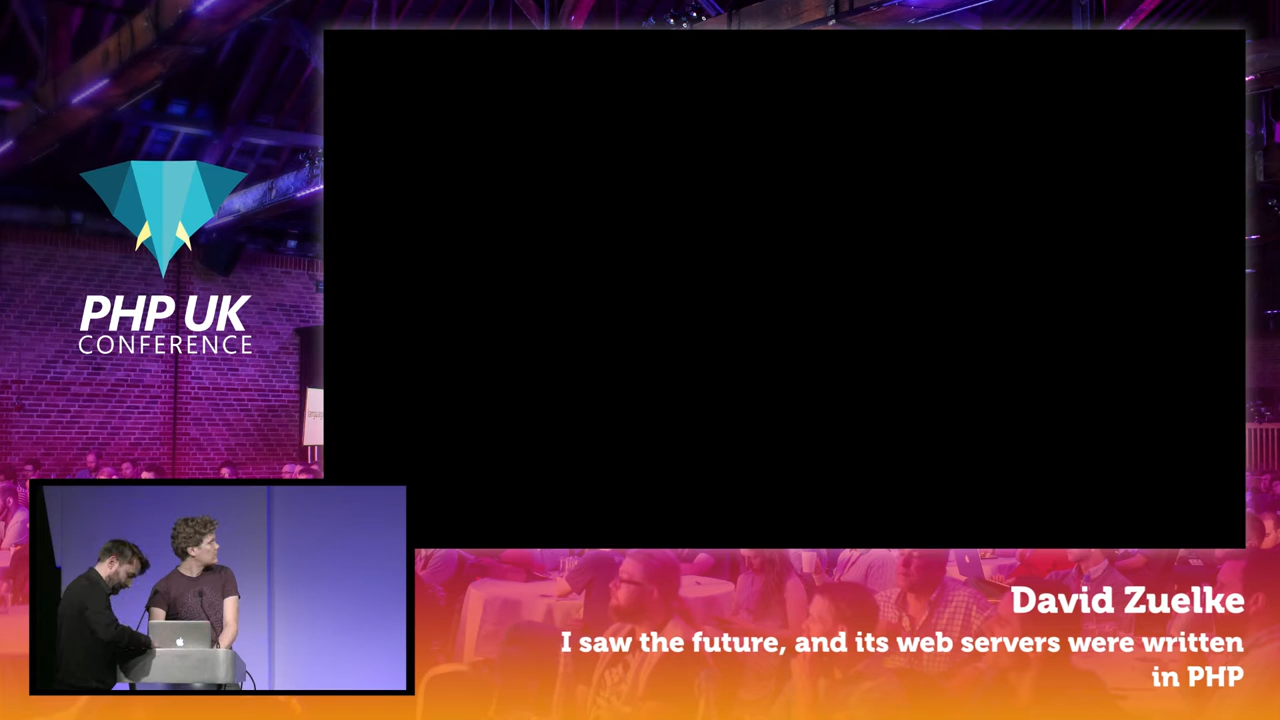 PHP UK
CONFERENCE
David Zuelke
I saw the future, and its web servers were written
in PHP